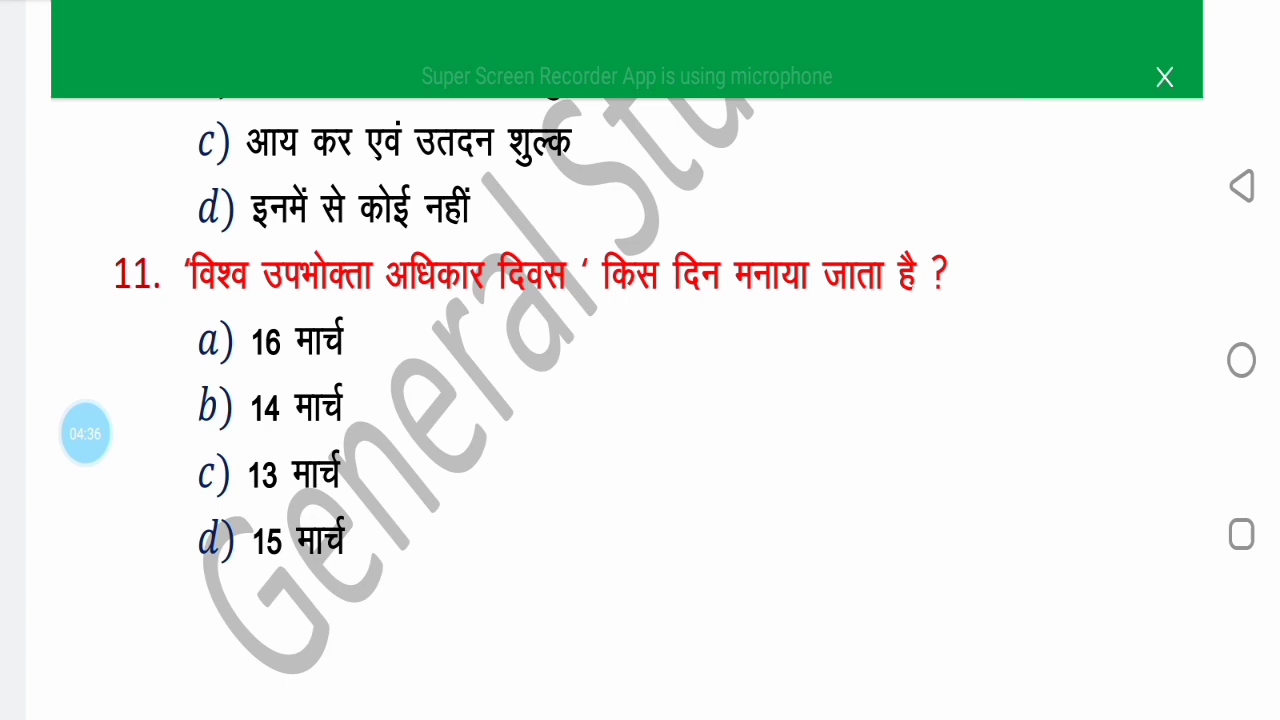 Super Screen Recorder App is using microphone X
c) आय कर एवं उतदन शुल्क
d) इनमें से कोई नहीं
11. ‘विश्व उपभोक्ता अधिकार दिवस ‘ किस दिन मनाया जाता है ?
a) 16 मार्च
b) 14 मार्च
04:36
c) 13 मार्च
d) 15 मार्च
General Stu